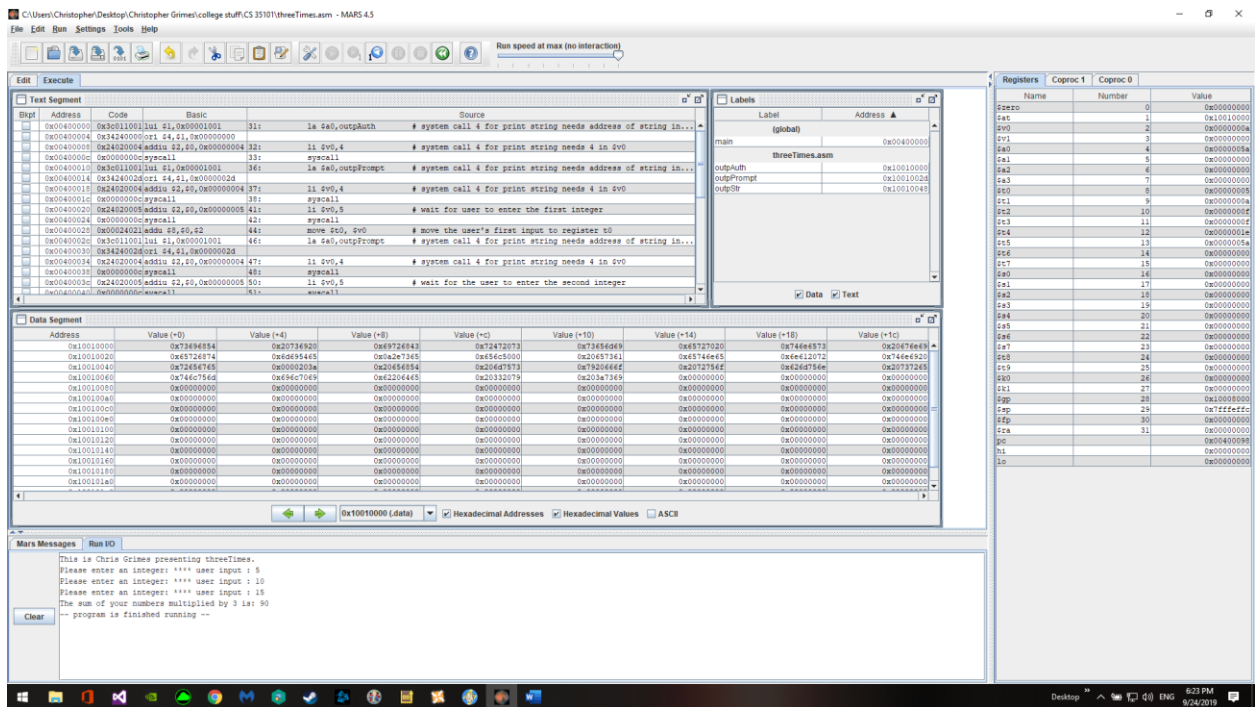 C:\Users\Christopher\Desktop\Christopher Grimes\college stuff\CS 35101\threeTimes.asm - MARS 4.5
File Edit Run Settings Tools Help
Run speed at max (no interaction)
Edit Execute
Text Segment
Bkpt Address Code Basic Source
0x00400000 0x3c011001 lui $1,0x00001001 31: la $a0,outpAuth # system call 4 for print string needs address of string in...
0x00400004 0x34240000 ori $4,$1,0x00000000
0x00400008 0x24020004 addiu $2,$0,0x00000004 32: li $v0,4 # system call 4 for print string needs 4 in $v0
0x0040000c 0x0000000c syscall 33: syscall
0x00400010 0x3c011001 lui $1,0x00001001 36: la $a0,outpPrompt # system call 4 for print string needs address of string in...
0x00400014 0x3424002d ori $4,$1,0x0000002d
0x00400018 0x24020004 addiu $2,$0,0x00000004 37: li $v0,4 # system call 4 for print string needs 4 in $v0
0x0040001c 0x0000000c syscall 38: syscall
0x00400020 0x24020005 addiu $2,$0,0x00000005 41: li $v0,5 # wait for user to enter the first integer
0x00400024 0x0000000c syscall 42: syscall
0x00400028 0x00024021 addu $8,$0,$2 44: move $t0, $v0 # move the user's first input to register t0
0x0040002c 0x3c011001 lui $1,0x00001001 46: la $a0,outpPrompt # system call 4 for print string needs address of string in...
0x00400030 0x3424002d ori $4,$1,0x0000002d
0x00400034 0x24020004 addiu $2,$0,0x00000004 47: li $v0,4 # system call 4 for print string needs 4 in $v0
0x00400038 0x0000000c syscall 48: syscall
0x0040003c 0x24020005 addiu $2,$0,0x00000005 50: li $v0,5 # wait for the user to enter the second integer
0x00400040 0x0000000c syscall 51: syscall
Labels
Label Address ▲
(global)
main 0x00400000
threeTimes.asm
outpAuth 0x10010000
outpPrompt 0x1001002d
outpStr 0x10010048
Data Text
Data Segment
Address Value (+0) Value (+4) Value (+8) Value (+c) Value (+10) Value (+14) Value (+18) Value (+1c)
0x10010000 0x73696854 0x20736920 0x69726843 0x72472073 0x73656d69 0x65727020 0x746e6573 0x20676e69
0x10010020 0x65726874 0x6d695465 0x0a2e7365 0x656c5000 0x20657361 0x65746e65 0x6e612072 0x746e6920
0x10010040 0x72656765 0x0000203a 0x20656854 0x206d7573 0x7920666f 0x2072756f 0x626d756e 0x20737265
0x10010060 0x746c756d 0x696c7069 0x62206465 0x20332079 0x203a7369 0x00000000 0x00000000 0x00000000
0x10010080 0x00000000 0x00000000 0x00000000 0x00000000 0x00000000 0x00000000 0x00000000 0x00000000
0x100100a0 0x00000000 0x00000000 0x00000000 0x00000000 0x00000000 0x00000000 0x00000000 0x00000000
0x100100c0 0x00000000 0x00000000 0x00000000 0x00000000 0x00000000 0x00000000 0x00000000 0x00000000
0x100100e0 0x00000000 0x00000000 0x00000000 0x00000000 0x00000000 0x00000000 0x00000000 0x00000000
0x10010100 0x00000000 0x00000000 0x00000000 0x00000000 0x00000000 0x00000000 0x00000000 0x00000000
0x10010120 0x00000000 0x00000000 0x00000000 0x00000000 0x00000000 0x00000000 0x00000000 0x00000000
0x10010140 0x00000000 0x00000000 0x00000000 0x00000000 0x00000000 0x00000000 0x00000000 0x00000000
0x10010160 0x00000000 0x00000000 0x00000000 0x00000000 0x00000000 0x00000000 0x00000000 0x00000000
0x10010180 0x00000000 0x00000000 0x00000000 0x00000000 0x00000000 0x00000000 0x00000000 0x00000000
0x100101a0 0x00000000 0x00000000 0x00000000 0x00000000 0x00000000 0x00000000 0x00000000 0x00000000
0x10010000 (.data) Hexadecimal Addresses Hexadecimal Values ASCII
Mars Messages Run I/O
This is Chris Grimes presenting threeTimes.
Please enter an integer: **** user input : 5
Please enter an integer: **** user input : 10
Please enter an integer: **** user input : 15
The sum of your numbers multiplied by 3 is: 90
-- program is finished running --
Clear
Registers Coproc 1 Coproc 0
Name Number Value
$zero 0 0x00000000
$at 1 0x10010000
$v0 2 0x0000000a
$v1 3 0x00000000
$a0 4 0x0000005a
$a1 5 0x00000000
$a2 6 0x00000000
$a3 7 0x00000000
$t0 8 0x00000005
$t1 9 0x0000000a
$t2 10 0x0000000f
$t3 11 0x0000000f
$t4 12 0x0000001e
$t5 13 0x0000005a
$t6 14 0x00000000
$t7 15 0x00000000
$s0 16 0x00000000
$s1 17 0x00000000
$s2 18 0x00000000
$s3 19 0x00000000
$s4 20 0x00000000
$s5 21 0x00000000
$s6 22 0x00000000
$s7 23 0x00000000
$t8 24 0x00000000
$t9 25 0x00000000
$k0 26 0x00000000
$k1 27 0x00000000
$gp 28 0x10008000
$sp 29 0x7fffeffc
$fp 30 0x00000000
$ra 31 0x00000000
pc 0x00400098
hi 0x00000000
lo 0x00000000
Desktop ENG 6:23 PM
9/24/2019